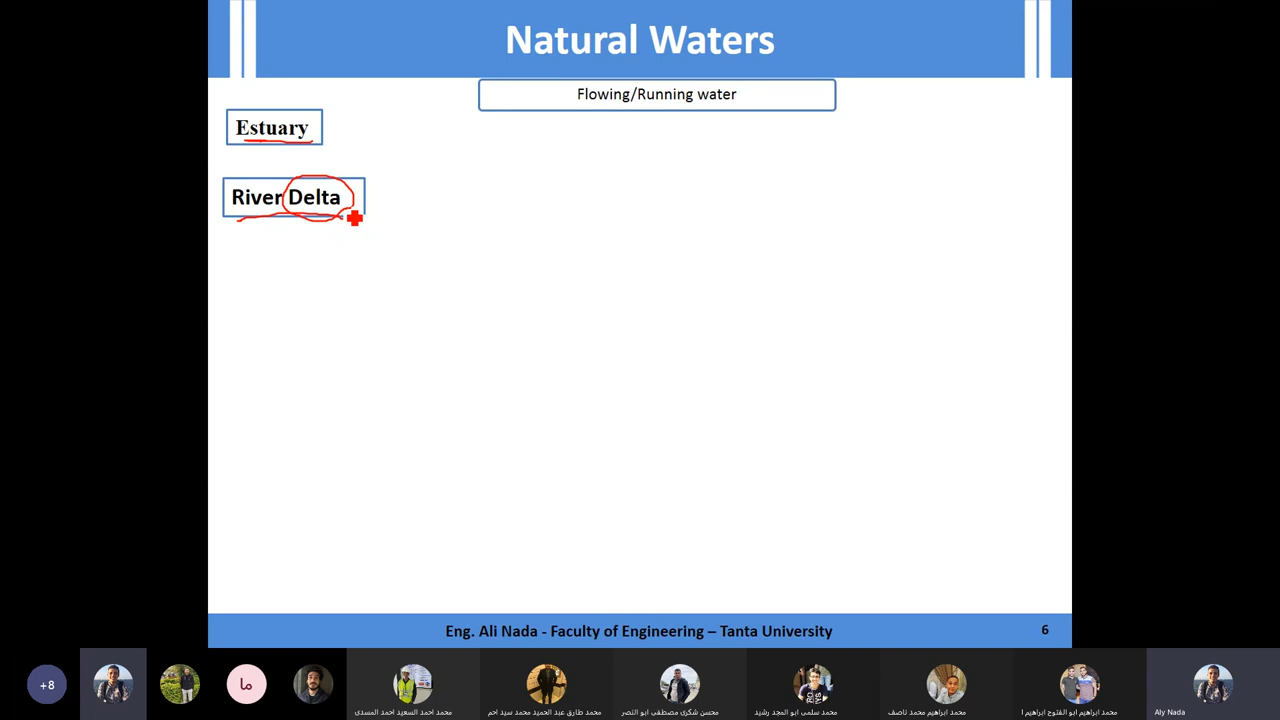 Natural Waters
Flowing/Running water
Estuary
River Delta
Eng. Ali Nada - Faculty of Engineering – Tanta University
6
+8
ما
محمد احمد السعيد احمد المسدى
محمد طارق عبد الحميد محمد سيد احم
محسن شكرى مصطفى ابو النصر
محمد سلمى ابو المجد رشيد
محمد ابراهيم محمد ناصف
محمد ابراهيم ابو الفتوح ابراهيم ا
Aly Nada